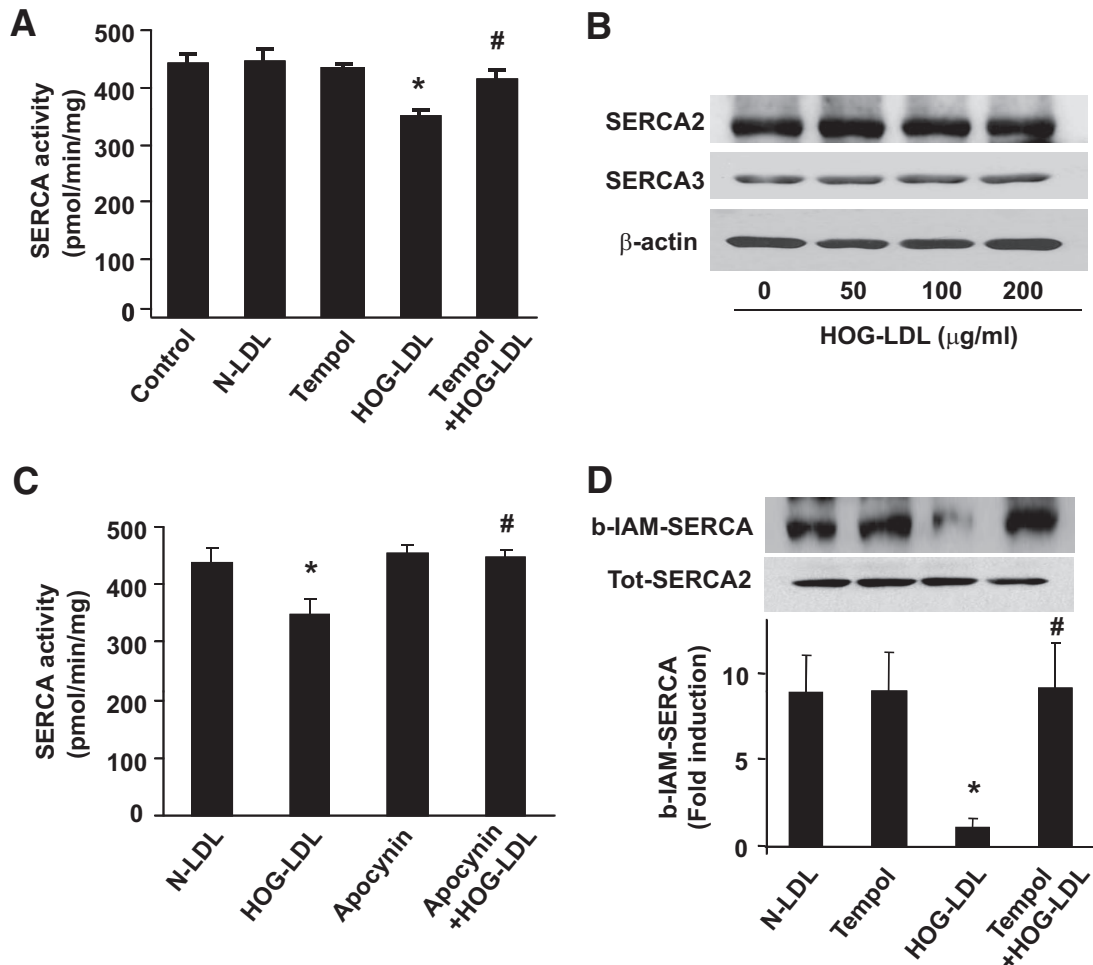 A
SERCA activity
(pmol/min/mg)
500
400
300
200
100
0
*
#
Control
N-LDL
Tempol
HOG-LDL
Tempol
+HOG-LDL
B
SERCA2
SERCA3
β-actin
0 50 100 200
HOG-LDL (μg/ml)
C
SERCA activity
(pmol/min/mg)
500
400
300
200
100
0
*
#
N-LDL
HOG-LDL
Apocynin
Apocynin
+HOG-LDL
D
b-IAM-SERCA
Tot-SERCA2
b-IAM-SERCA
(Fold induction)
10
5
0
*
#
N-LDL
Tempol
HOG-LDL
Tempol
+HOG-LDL